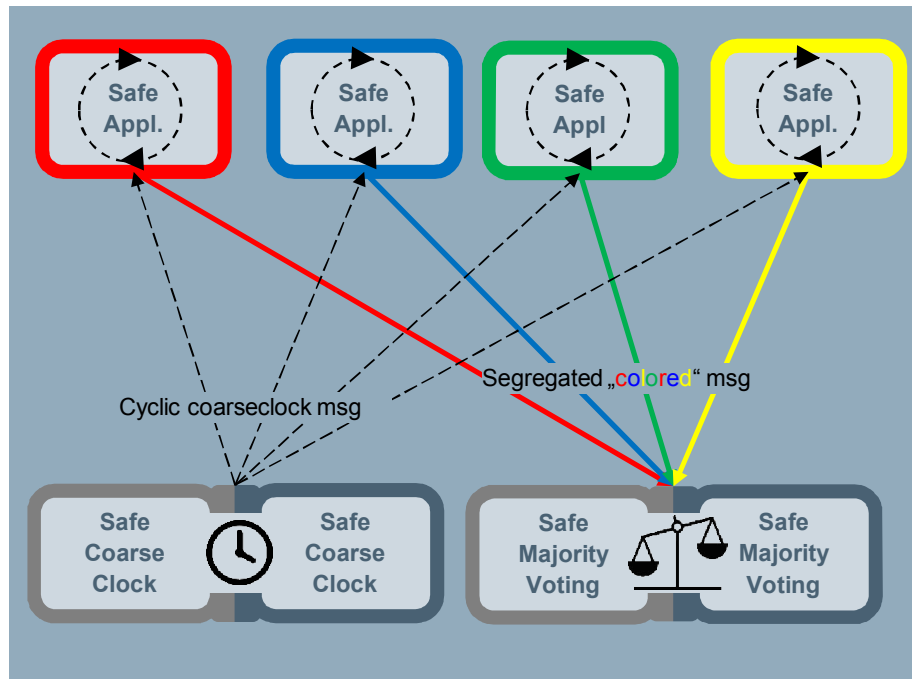 Safe
Appl.
Safe
Appl.
Safe
Appl
Safe
Appl.
Segregated „colored“ msg
Cyclic coarseclock msg
Safe
Coarse
Clock
Safe
Coarse
Clock
Safe
Majority
Voting
Safe
Majority
Voting